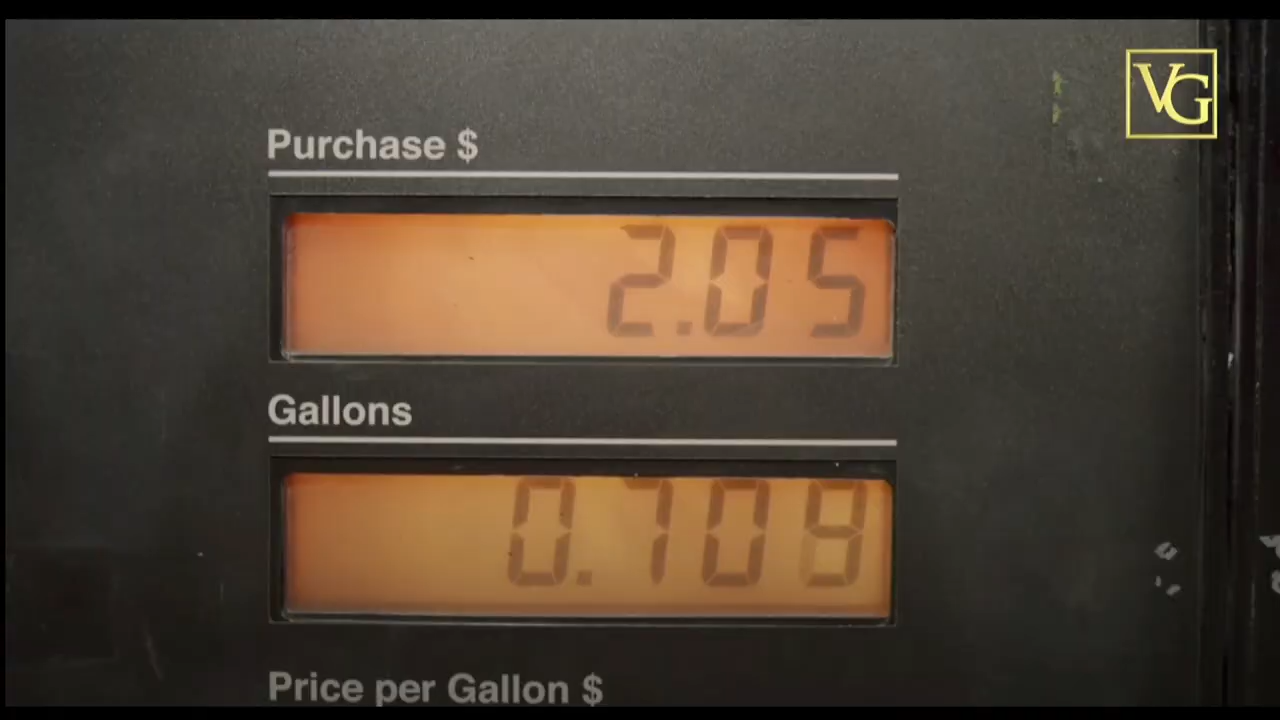 VG
Purchase $
2.05
Gallons
0.708
Price per Gallon $